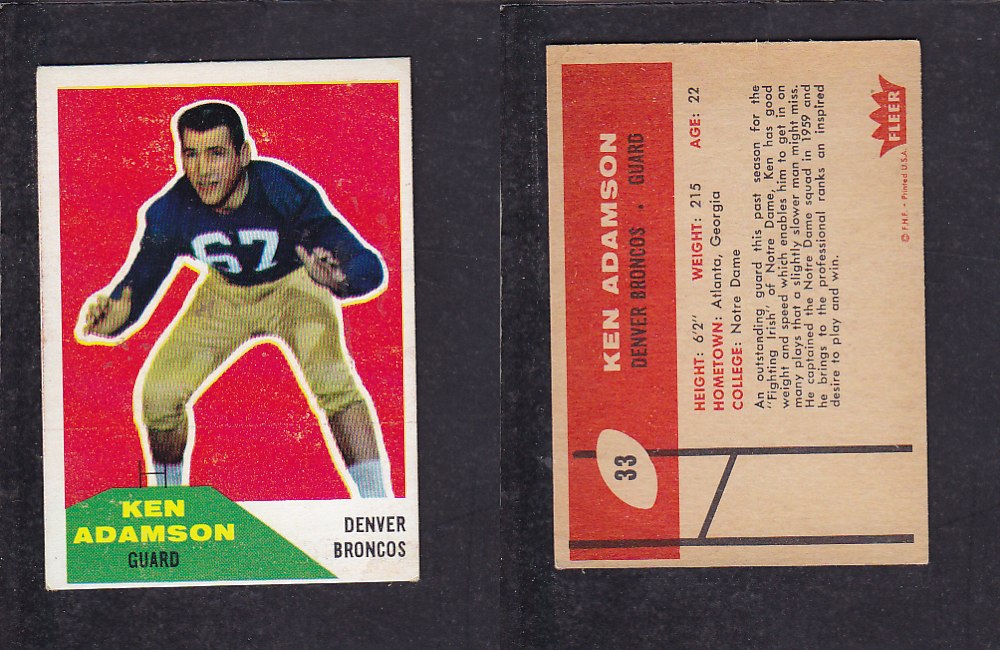 67
KEN
ADAMSON
GUARD
DENVER
BRONCOS
33
KEN ADAMSON
DENVER BRONCOS • GUARD
HEIGHT: 6'2" WEIGHT: 215 AGE: 22
HOMETOWN: Atlanta, Georgia
COLLEGE: Notre Dame
An outstanding guard this past season for the
"Fighting Irish" of Notre Dame, Ken has good
weight and speed which enables him to get in on
many plays that a slightly slower man might miss.
He captained the Notre Dame squad in 1959 and
he brings to the professional ranks an inspired
desire to play and win.
© F.H.F. • Printed U.S.A.
FLEER